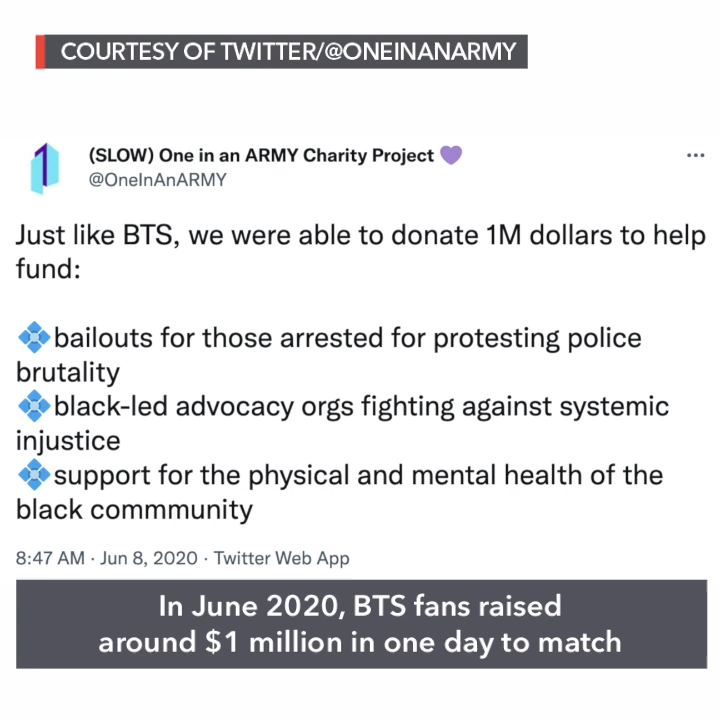 COURTESY OF TWITTER/@ONEINANARMY
(SLOW) One in an ARMY Charity Project 💜
@OneInAnARMY
Just like BTS, we were able to donate 1M dollars to help
fund:
💠bailouts for those arrested for protesting police
brutality
💠black-led advocacy orgs fighting against systemic
injustice
💠support for the physical and mental health of the
black commmunity
8:47 AM · Jun 8, 2020 · Twitter Web App
In June 2020, BTS fans raised
around $1 million in one day to match